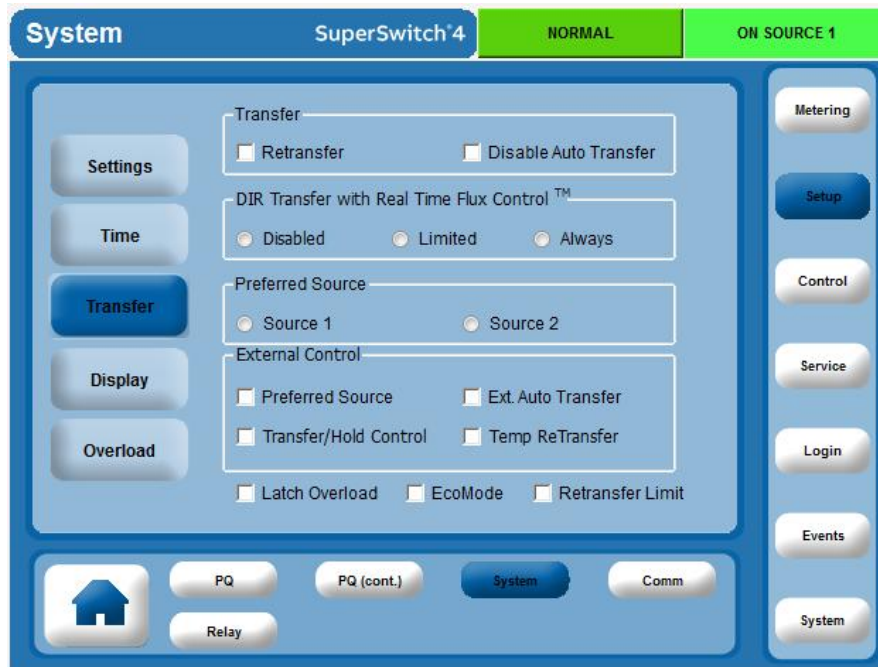 System
SuperSwitch®4
NORMAL
ON SOURCE 1
Settings
Time
Transfer
Display
Overload
Transfer
Retransfer
Disable Auto Transfer
DIR Transfer with Real Time Flux Control ™
Disabled
Limited
Always
Preferred Source
Source 1
Source 2
External Control
Preferred Source
Ext. Auto Transfer
Transfer/Hold Control
Temp ReTransfer
Latch Overload
EcoMode
Retransfer Limit
Metering
Setup
Control
Service
Login
Events
System
PQ
PQ (cont.)
System
Comm
Relay